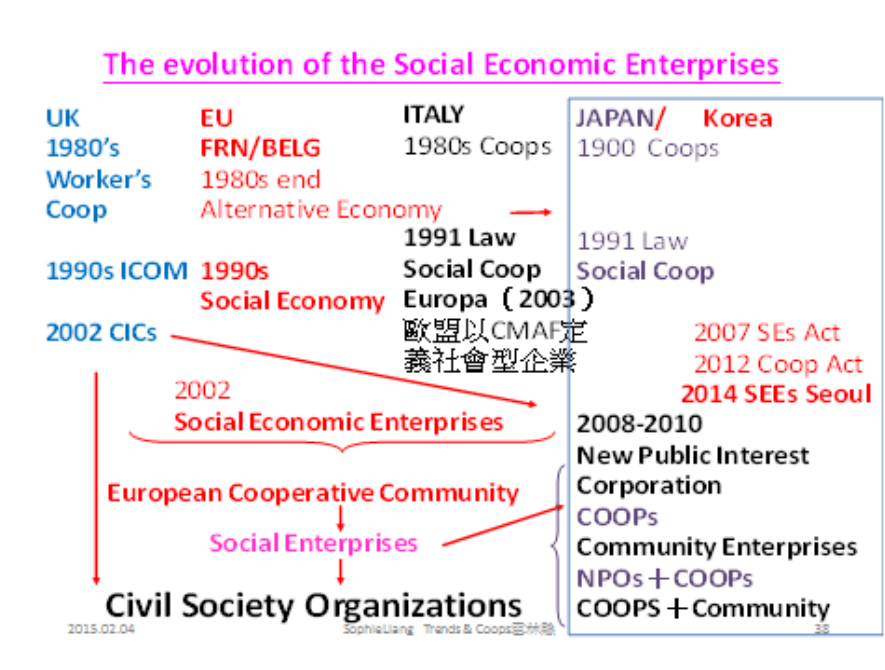 The evolution of the Social Economic Enterprises
UK
1980's
Worker's
Coop
1990s ICOM
2002 CICs
EU
FRN/BELG
1980s end
Alternative Economy
1990s
Social Economy
ITALY
1980s Coops
1991 Law
Social Coop
Europa（2003）
歐盟以CMAF定
義社會型企業
JAPAN/ Korea
1900 Coops
1991 Law
Social Coop
2007 SEs Act
2012 Coop Act
2014 SEEs Seoul
2008-2010
New Public Interest
Corporation
COOPs
Community Enterprises
NPOs＋COOPs
COOPS＋Community
2002
Social Economic Enterprises
European Cooperative Community
Social Enterprises
Civil Society Organizations
2015.02.04
SophieLiang Trends & Coops
38